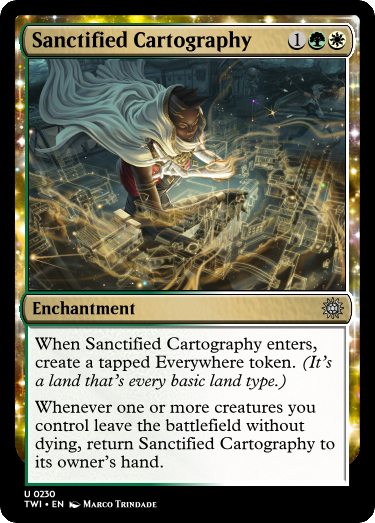 Sanctified Cartography 1
Enchantment
When Sanctified Cartography enters,
create a tapped Everywhere token. (It's
a land that's every basic land type.)
Whenever one or more creatures you
control leave the battlefield without
dying, return Sanctified Cartography to
its owner's hand.
U 0230
TWI • EN Marco Trindade